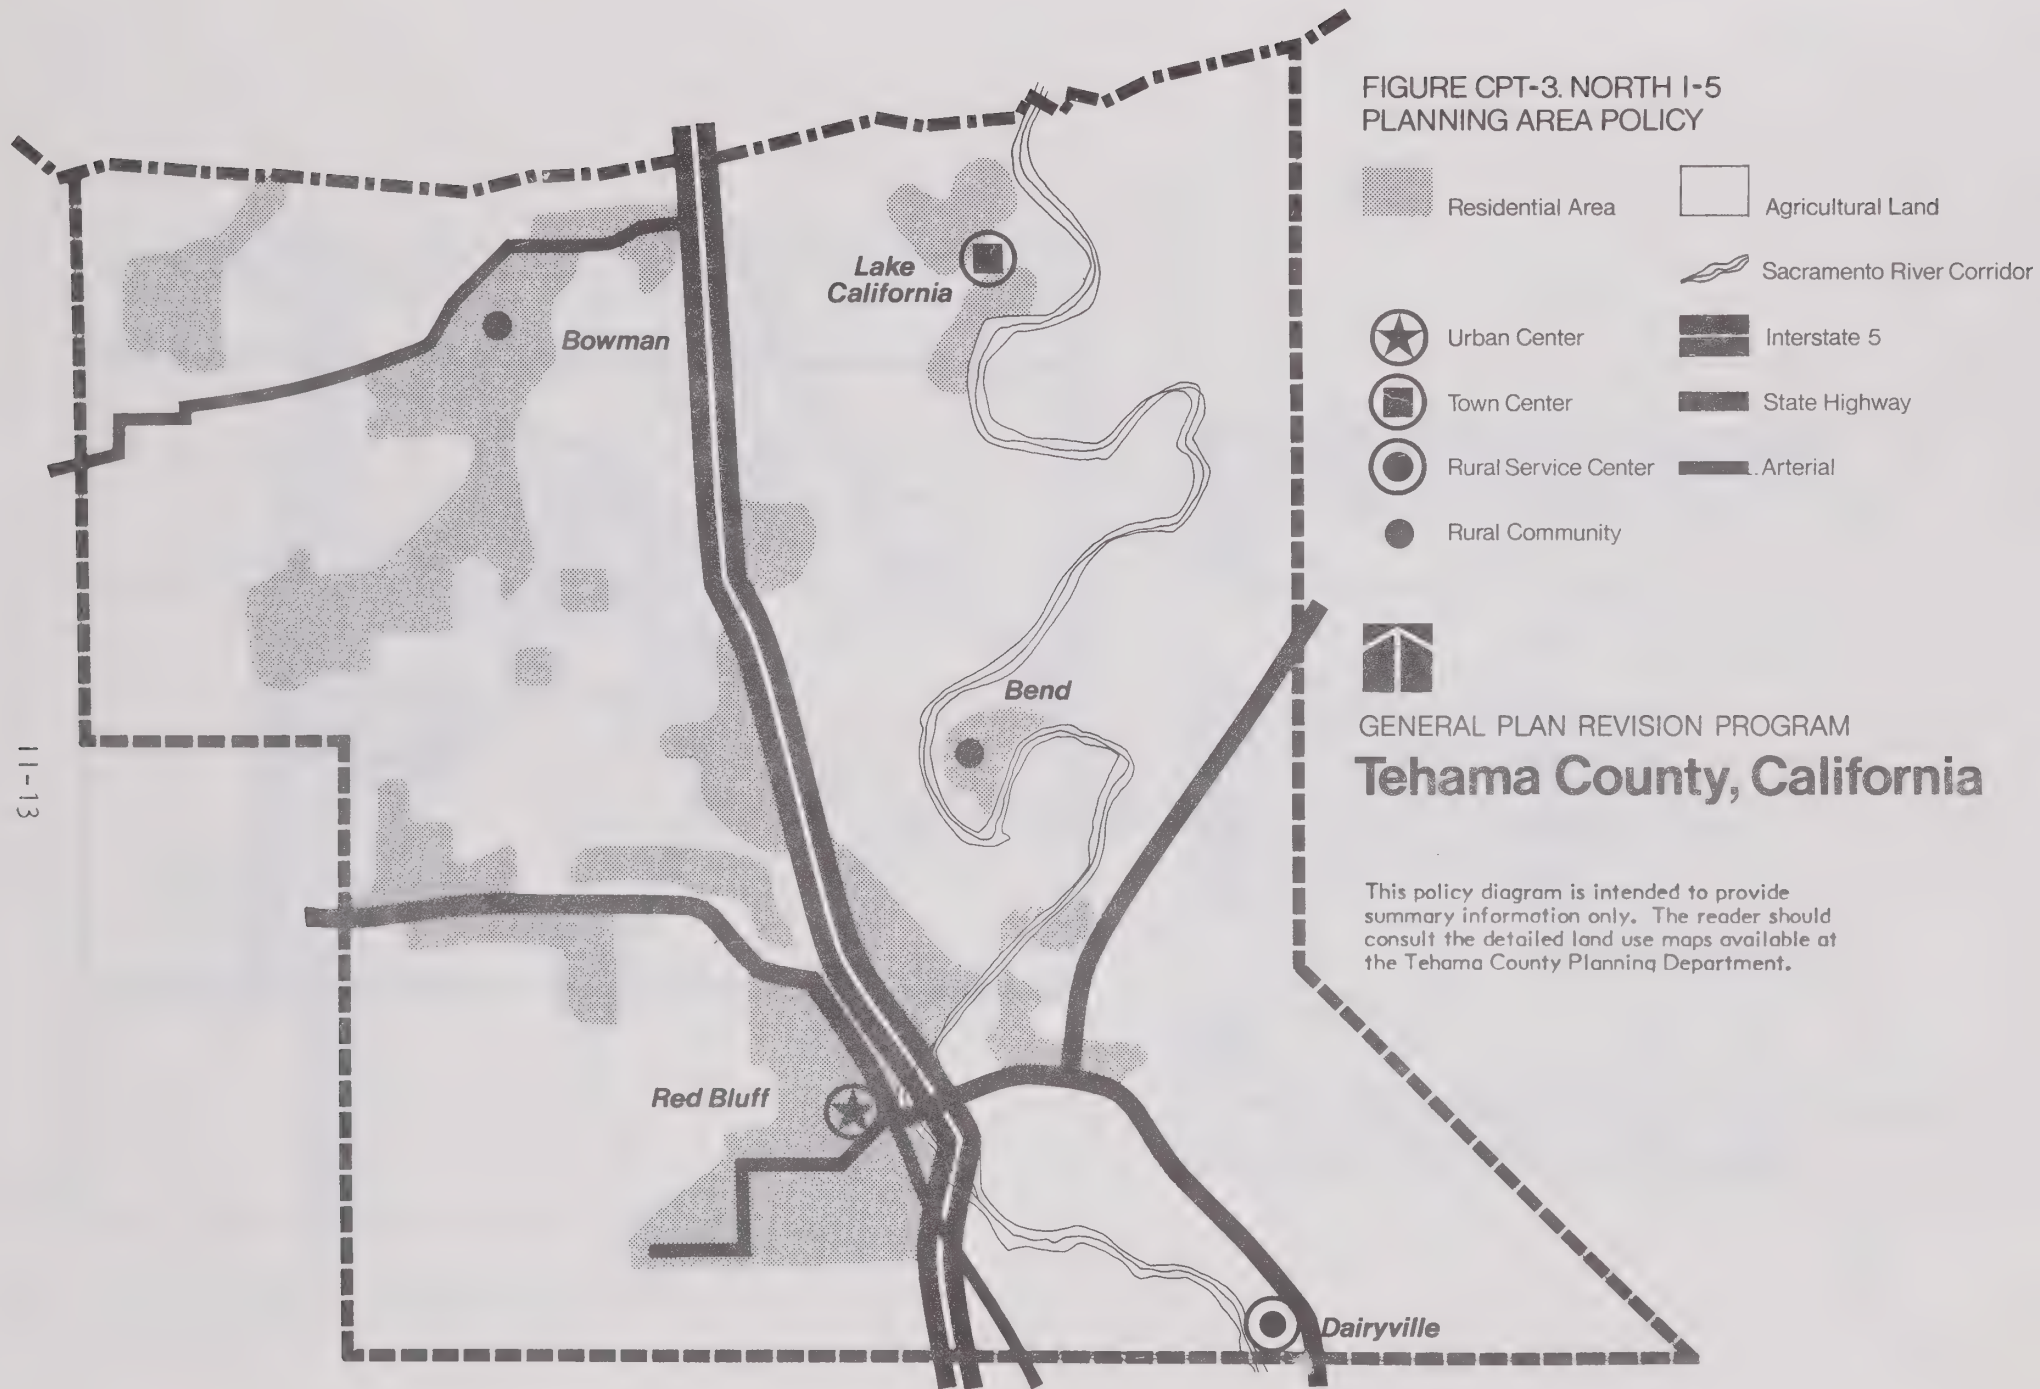 FIGURE CPT-3. NORTH I-5
PLANNING AREA POLICY
Residential Area
Agricultural Land
Sacramento River Corridor
Urban Center
Interstate 5
Town Center
State Highway
Rural Service Center
Arterial
Rural Community
GENERAL PLAN REVISION PROGRAM
Tehama County, California
This policy diagram is intended to provide
summary information only. The reader should
consult the detailed land use maps available at
the Tehama County Planning Department.
Lake
California
Bowman
Bend
Red Bluff
Dairyville
11-13